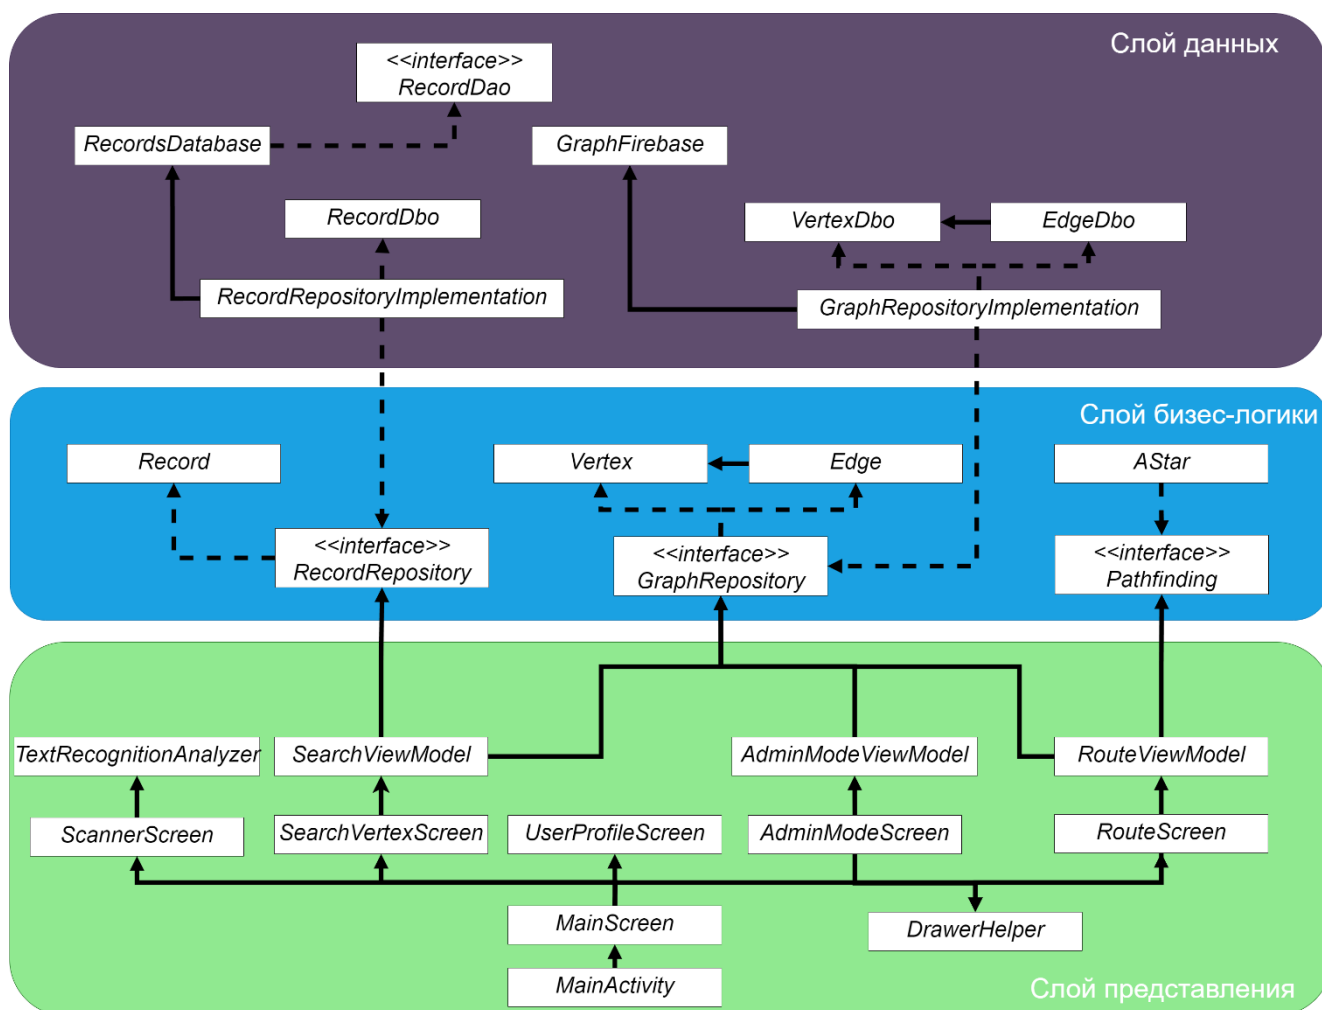 Слой данных
<<interface>>
RecordDao
RecordsDatabase
GraphFirebase
RecordDbo
VertexDbo
EdgeDbo
RecordRepositoryImplementation
GraphRepositoryImplementation
Слой бизес-логики
Record
Vertex
Edge
AStar
<<interface>>
RecordRepository
<<interface>>
GraphRepository
<<interface>>
Pathfinding
TextRecognitionAnalyzer
SearchViewModel
AdminModeViewModel
RouteViewModel
ScannerScreen
SearchVertexScreen
UserProfileScreen
AdminModeScreen
RouteScreen
MainScreen
DrawerHelper
MainActivity
Слой представления